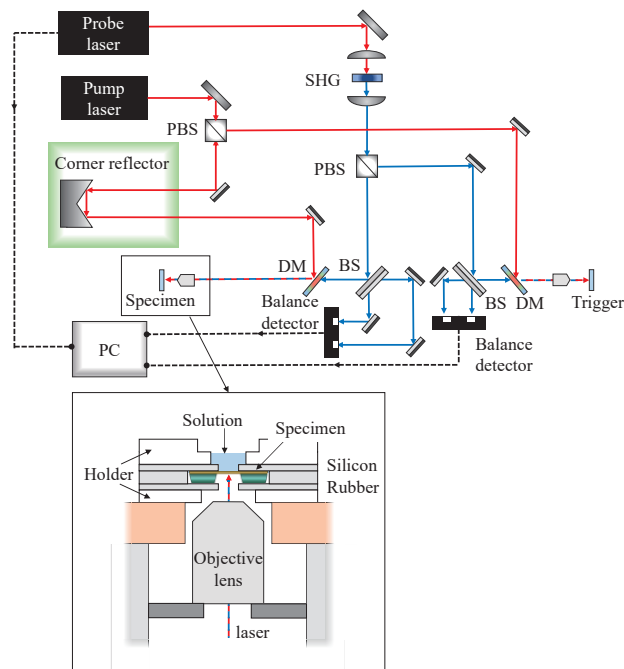 Probe
laser
SHG
Pump
laser
PBS
Corner reflector
PBS
DM
BS
Specimen
Balance
detector
BS
DM
Trigger
PC
Balance
detector
Solution
Specimen
Holder
Silicon
Rubber
Objective
lens
laser